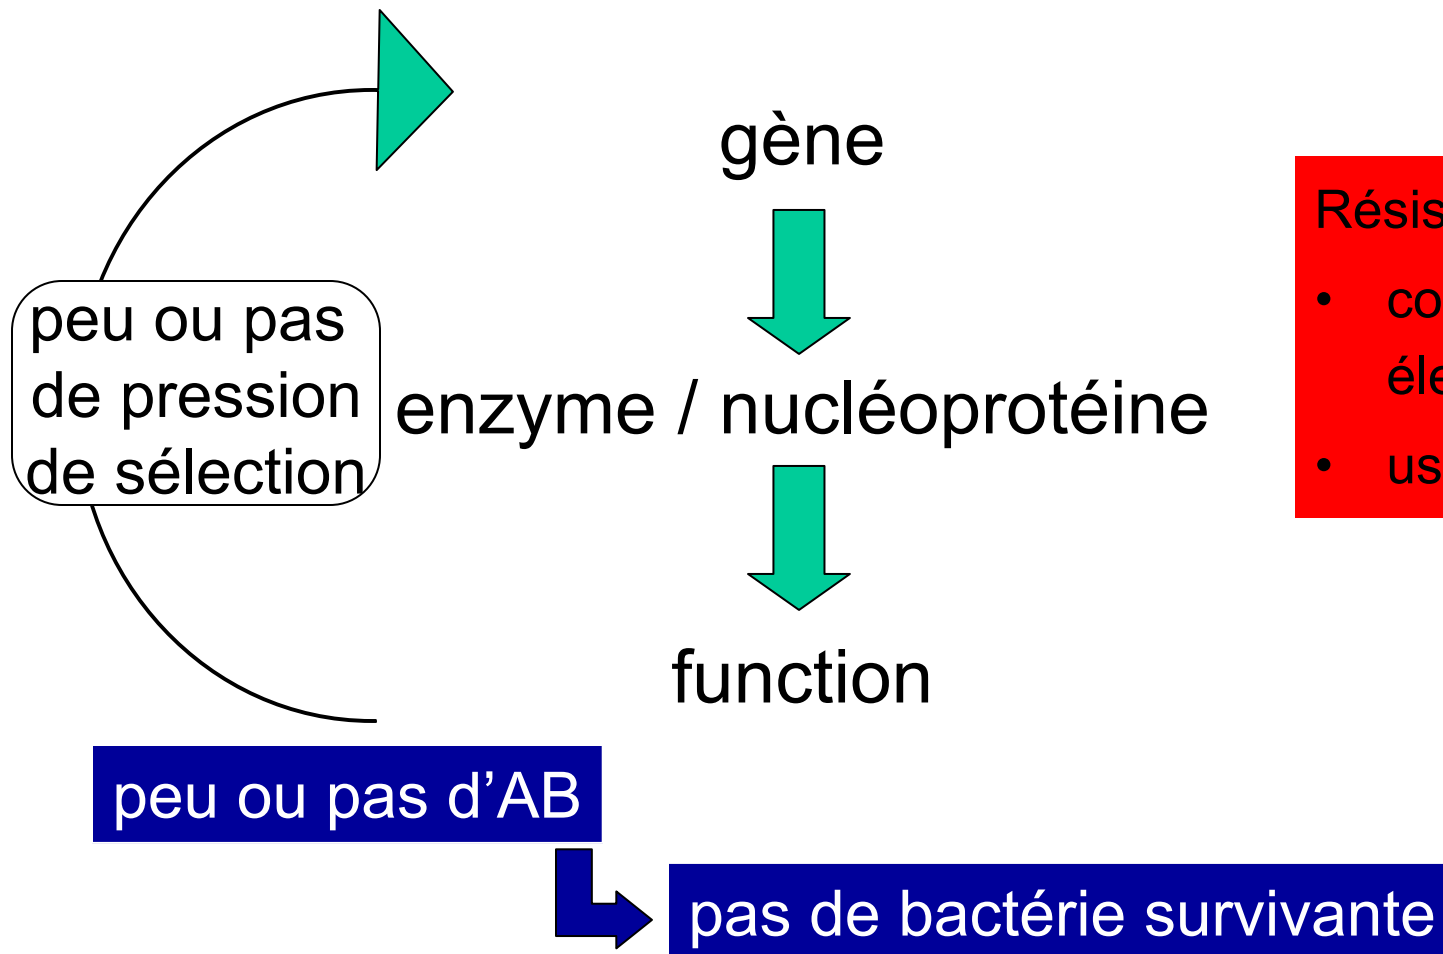 gène
peu ou pas
de pression
de sélection
enzyme / nucléoprotéine
function
peu ou pas d’AB
pas de bactérie survivante